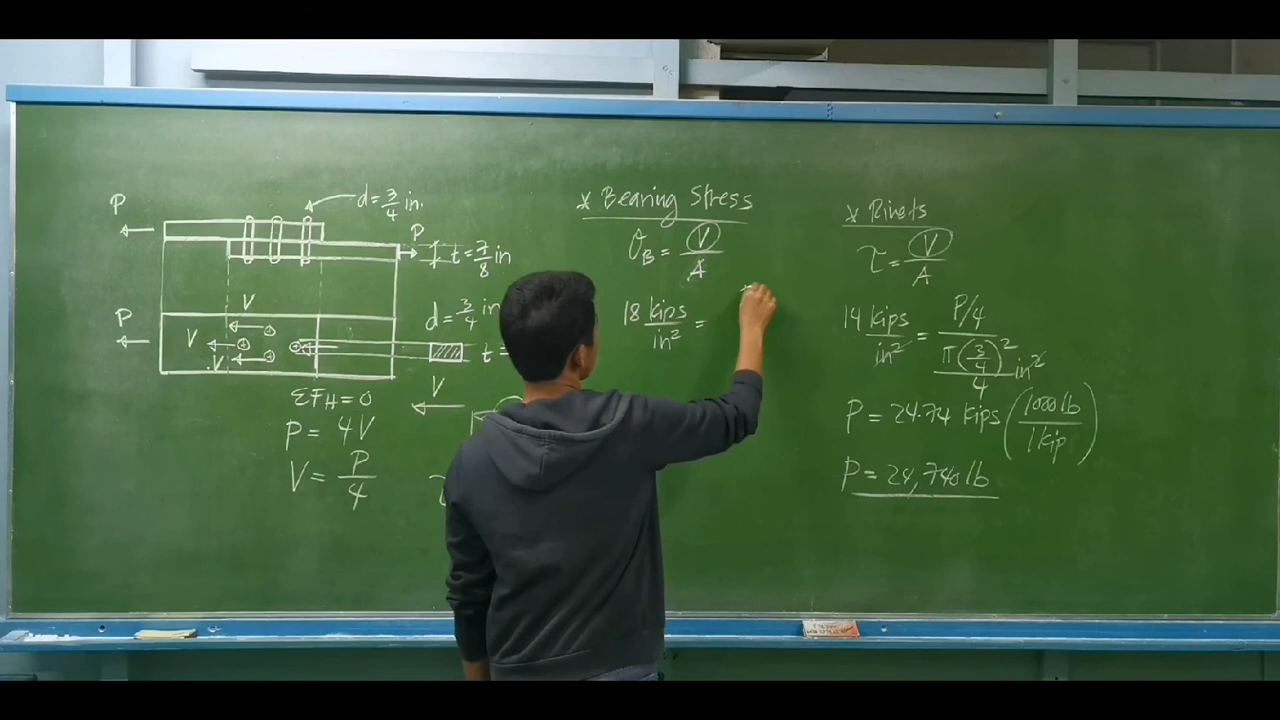 P
d = 3/4 in.
P
t = 7/8 in
V
d = 3/4 in
P
V
V
t =
ΣFH = 0
V
P = 4V
V = P/4
* Bearing Stress
σB = V/A
18 kips/in² =
* Rivets
τ = V/A
14 kips/in² = P/4 / π(3/4)²/4 in²
P = 24.74 kips (1000 lb/1 kip)
P = 24,740 lb